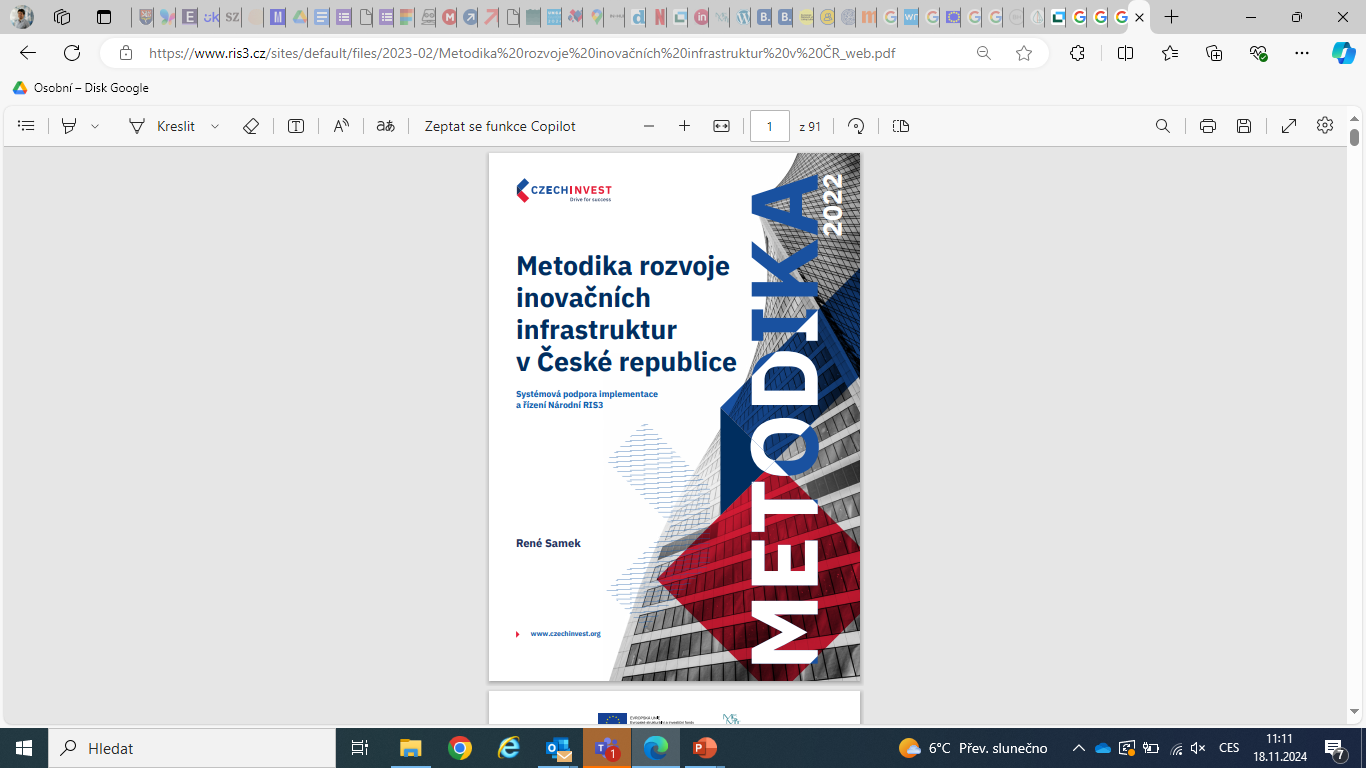 https://www.ris3.cz/sites/default/files/2023-02/Metodika%20rozvoje%20inovačních%20infrastruktur%20v%20ČR_web.pdf
Osobní – Disk Google
Kreslit
Zeptat se funkce Copilot
1
z 91
CZECHINVEST
Drive for success
METODIKA
2022
Metodika rozvoje
inovačních
infrastruktur
v České republice
Systémová podpora implementace
a řízení Národní RIS3
René Samek
www.czechinvest.org
EVROPSKÁ UNIE
Hledat
6°C Přev. slunečno
CES
11:11
18.11.2024